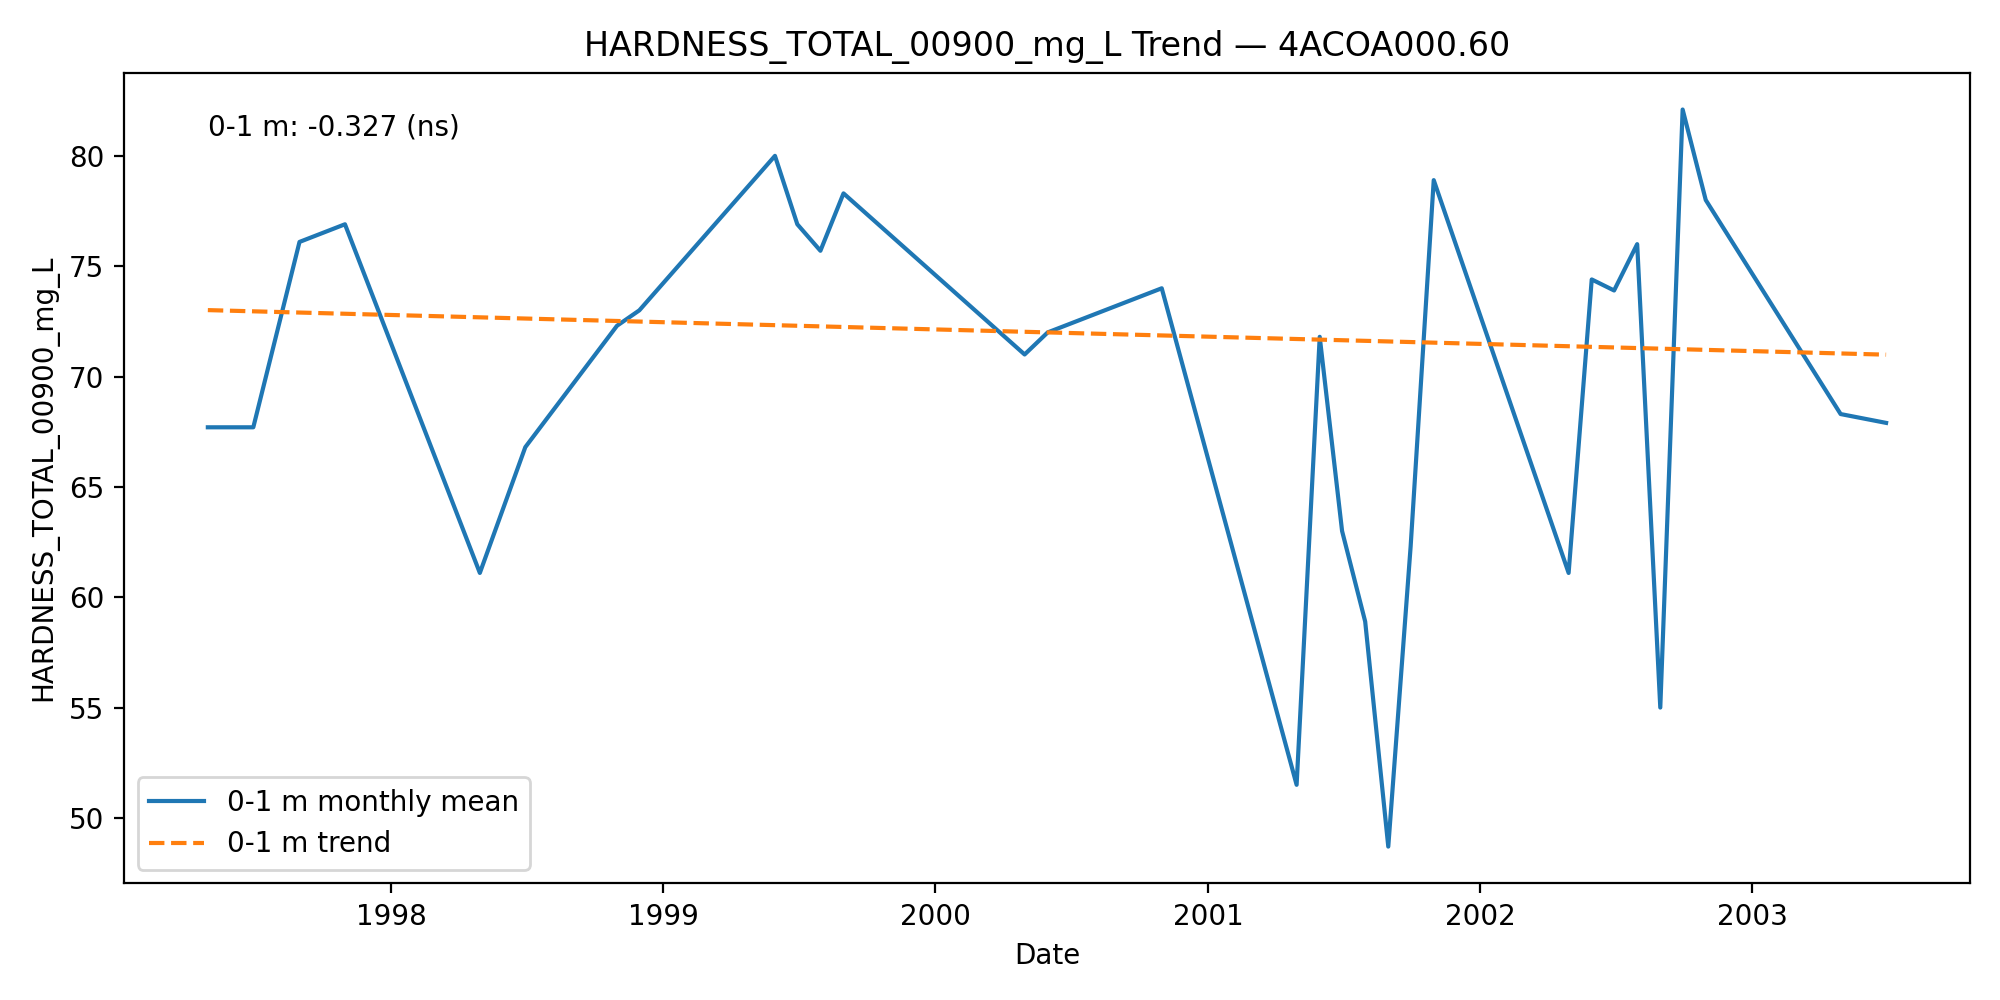 HARDNESS_TOTAL_00900_mg_L Trend — 4ACOA000.60
0-1 m: -0.327 (ns)
HARDNESS_TOTAL_00900_mg_L
80
75
70
65
60
55
50
0-1 m monthly mean
0-1 m trend
1998
1999
2000
2001
2002
2003
Date